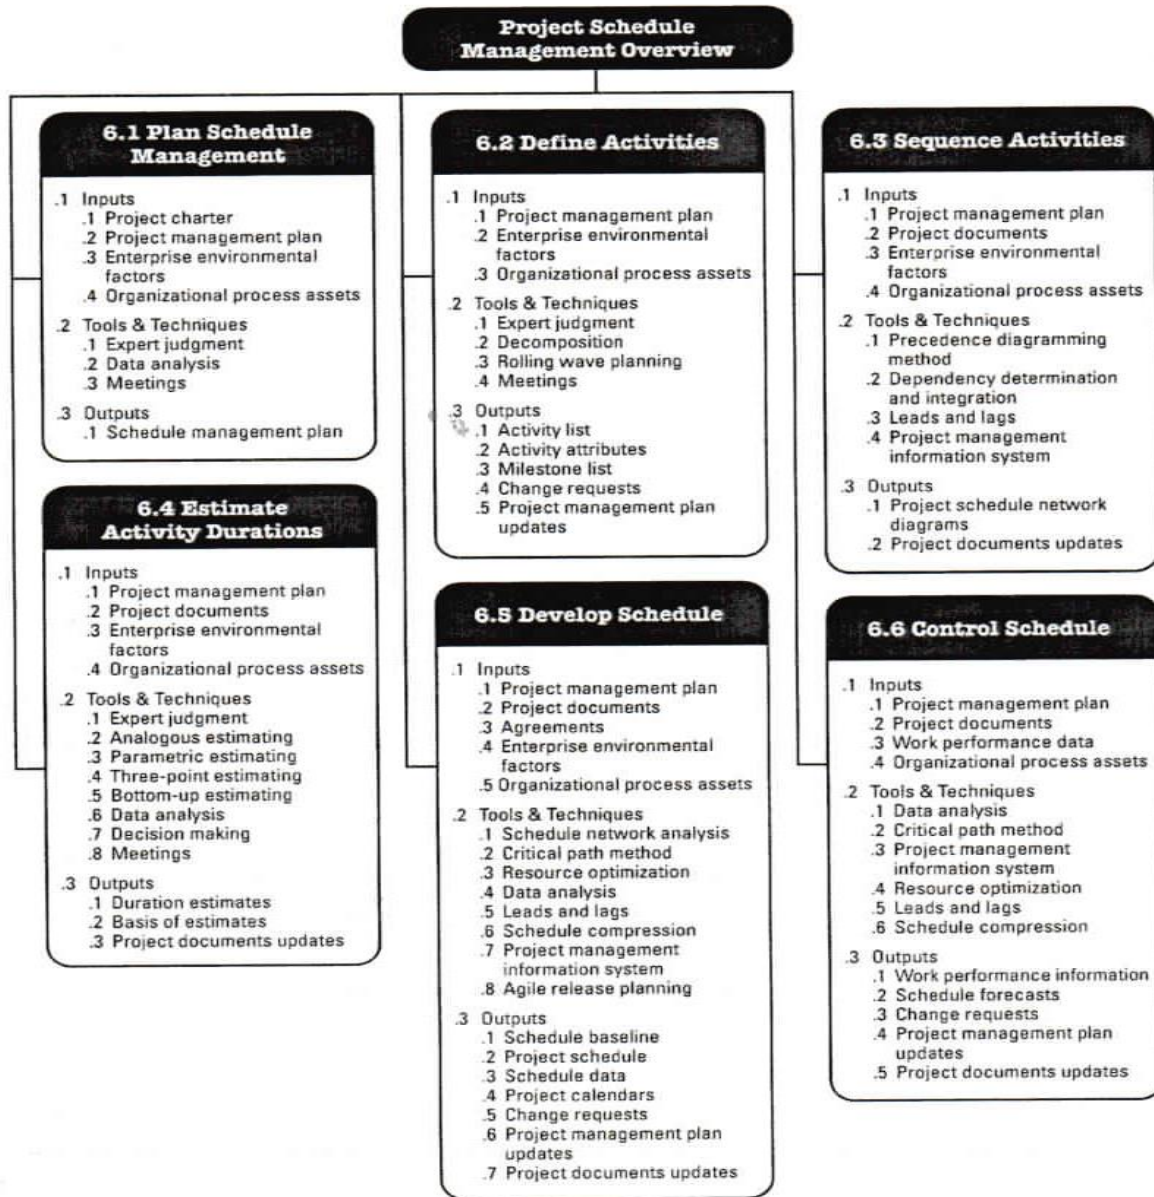 Project Schedule
Management Overview
6.1 Plan Schedule
Management
.1 Inputs
.1 Project charter
.2 Project management plan
.3 Enterprise environmental
factors
.4 Organizational process assets
.2 Tools & Techniques
.1 Expert judgment
.2 Data analysis
.3 Meetings
.3 Outputs
.1 Schedule management plan
6.2 Define Activities
.1 Inputs
.1 Project management plan
.2 Enterprise environmental
factors
.3 Organizational process assets
.2 Tools & Techniques
.1 Expert judgment
.2 Decomposition
.3 Rolling wave planning
.4 Meetings
.3 Outputs
.1 Activity list
.2 Activity attributes
.3 Milestone list
.4 Change requests
.5 Project management plan
updates
6.3 Sequence Activities
.1 Inputs
.1 Project management plan
.2 Project documents
.3 Enterprise environmental
factors
.4 Organizational process assets
.2 Tools & Techniques
.1 Precedence diagramming
method
.2 Dependency determination
and integration
.3 Leads and lags
.4 Project management
information system
.3 Outputs
.1 Project schedule network
diagrams
.2 Project documents updates
6.4 Estimate
Activity Durations
.1 Inputs
.1 Project management plan
.2 Project documents
.3 Enterprise environmental
factors
.4 Organizational process assets
.2 Tools & Techniques
.1 Expert judgment
.2 Analogous estimating
.3 Parametric estimating
.4 Three-point estimating
.5 Bottom-up estimating
.6 Data analysis
.7 Decision making
.8 Meetings
.3 Outputs
.1 Duration estimates
.2 Basis of estimates
.3 Project documents updates
6.5 Develop Schedule
.1 Inputs
.1 Project management plan
.2 Project documents
.3 Agreements
.4 Enterprise environmental
factors
.5 Organizational process assets
.2 Tools & Techniques
.1 Schedule network analysis
.2 Critical path method
.3 Resource optimization
.4 Data analysis
.5 Leads and lags
.6 Schedule compression
.7 Project management
information system
.8 Agile release planning
.3 Outputs
.1 Schedule baseline
.2 Project schedule
.3 Schedule data
.4 Project calendars
.5 Change requests
.6 Project management plan
updates
.7 Project documents updates
6.6 Control Schedule
.1 Inputs
.1 Project management plan
.2 Project documents
.3 Work performance data
.4 Organizational process assets
.2 Tools & Techniques
.1 Data analysis
.2 Critical path method
.3 Project management
information system
.4 Resource optimization
.5 Leads and lags
.6 Schedule compression
.3 Outputs
.1 Work performance information
.2 Schedule forecasts
.3 Change requests
.4 Project management plan
updates
.5 Project documents updates